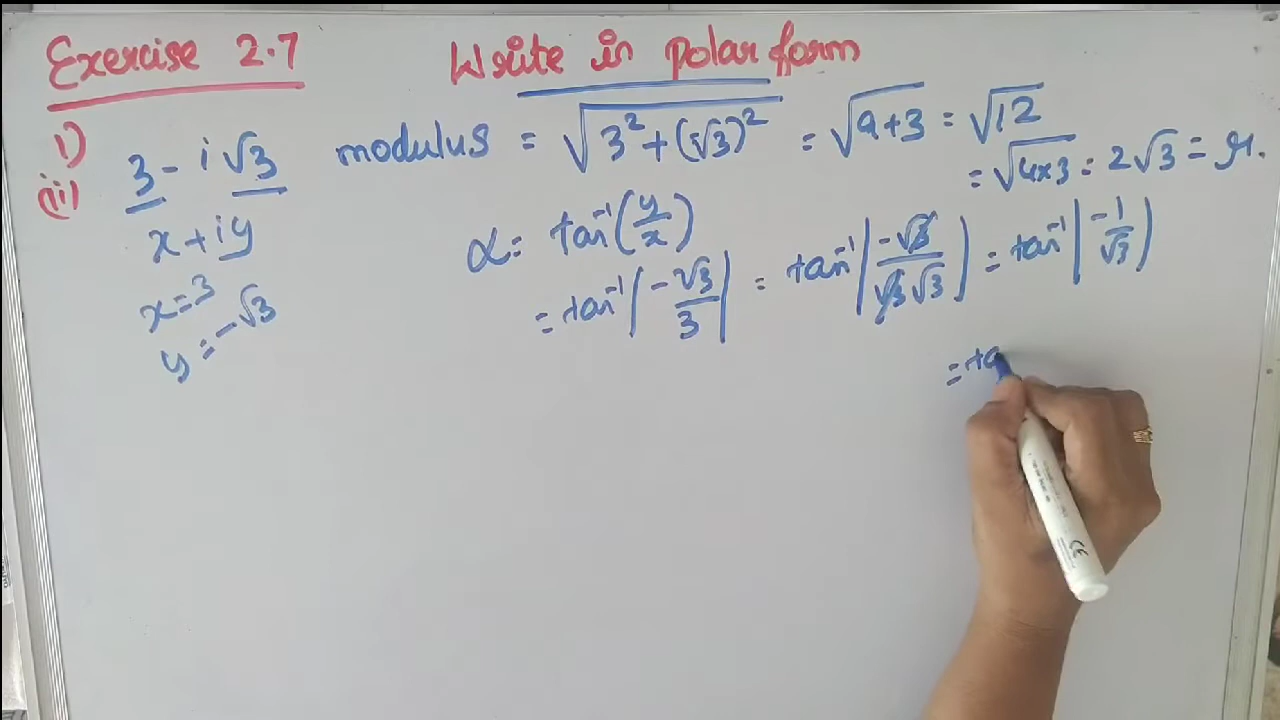 Exercise 2.7 Write in polar form
1) modulus = √(3² + (√3)²) = √(9+3) = √12
(ii) 3 - i√3 = √(4×3) = 2√3 = r.
x + iy α = tan⁻¹(y/x)
x = 3 = tan⁻¹|-√3/3| = tan⁻¹|-√3/(√3√3)| = tan⁻¹|-1/√3|
y = -√3
= ta
CE